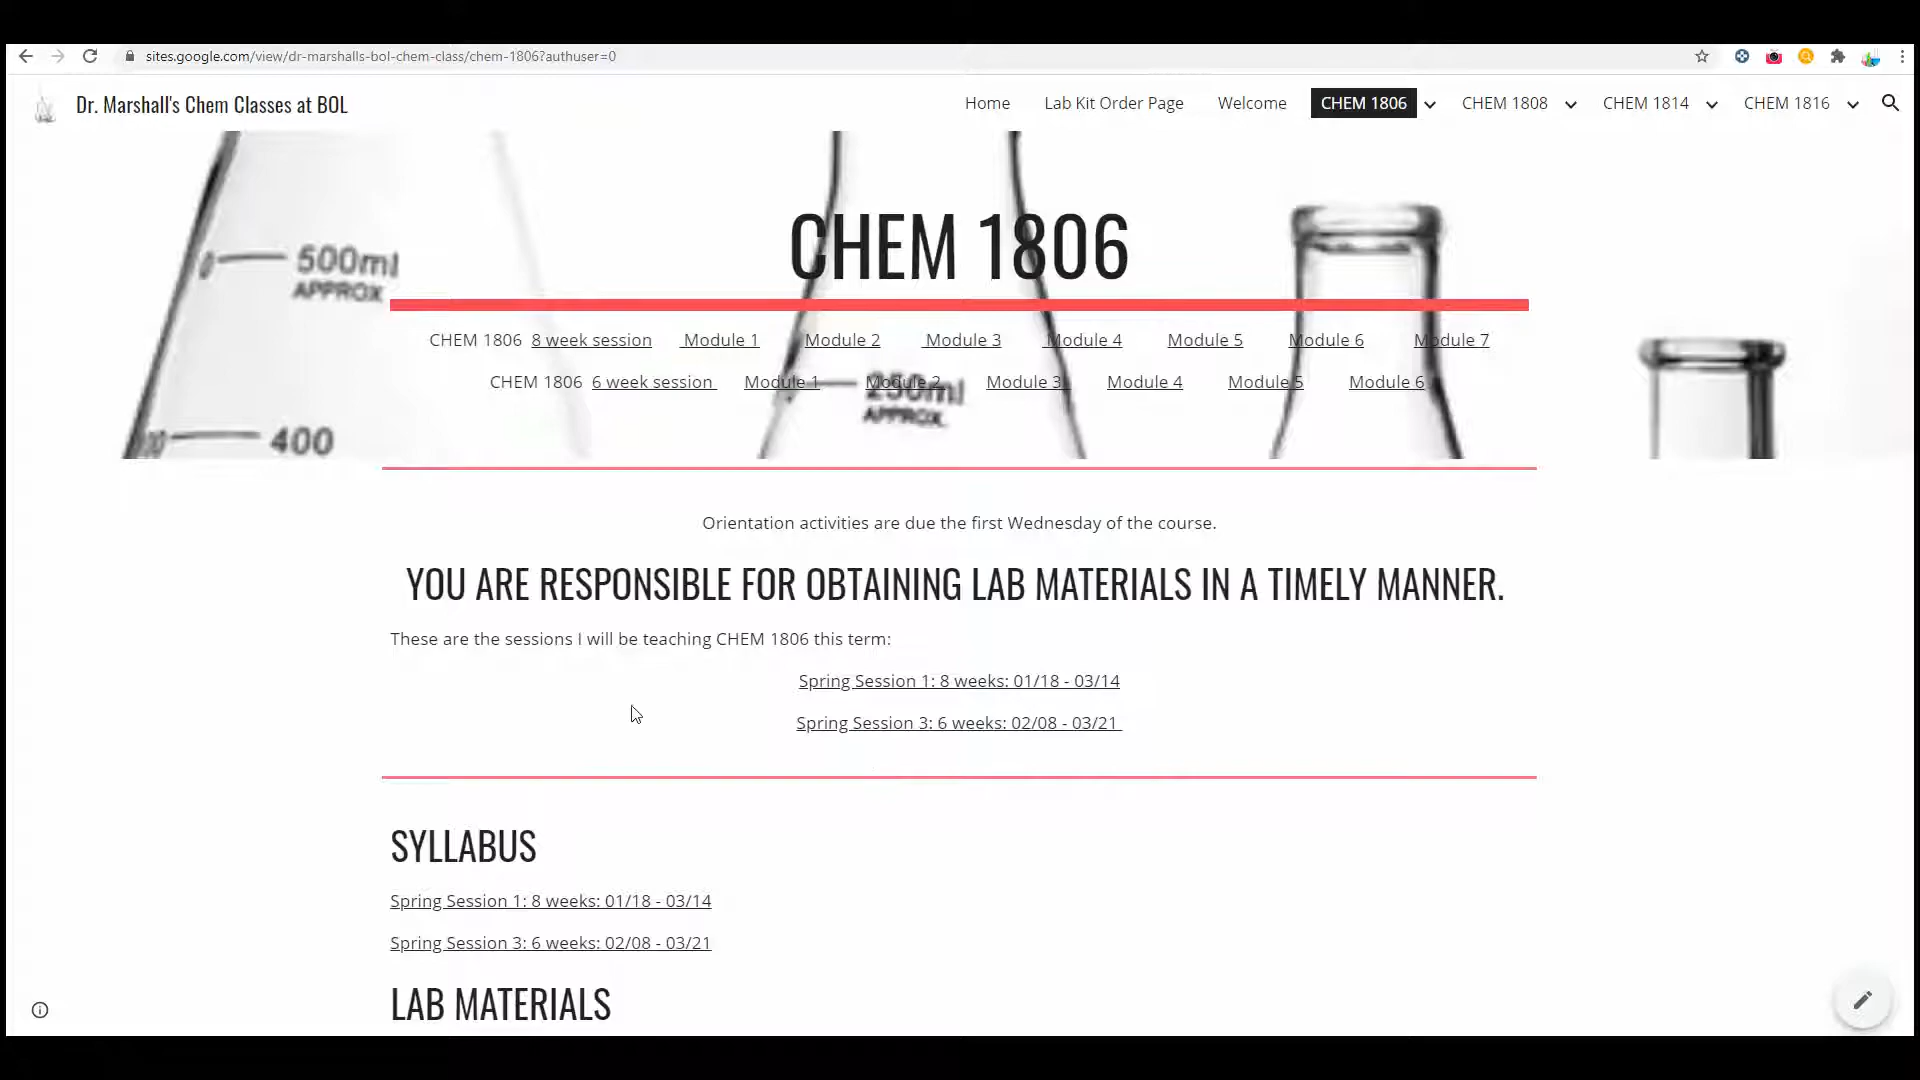 sites.google.com/view/dr-marshalls-bol-chem-class/chem-1806?authuser=0
Dr. Marshall's Chem Classes at BOL
Home Lab Kit Order Page Welcome CHEM 1806 CHEM 1808 CHEM 1814 CHEM 1816
500ml
APPROX
400
250ml
APPROX
CHEM 1806
CHEM 1806 8 week session Module 1 Module 2 Module 3 Module 4 Module 5 Module 6 Module 7
CHEM 1806 6 week session Module 1 Module 2 Module 3 Module 4 Module 5 Module 6
Orientation activities are due the first Wednesday of the course.
YOU ARE RESPONSIBLE FOR OBTAINING LAB MATERIALS IN A TIMELY MANNER.
These are the sessions I will be teaching CHEM 1806 this term:
Spring Session 1: 8 weeks: 01/18 - 03/14
Spring Session 3: 6 weeks: 02/08 - 03/21
SYLLABUS
Spring Session 1: 8 weeks: 01/18 - 03/14
Spring Session 3: 6 weeks: 02/08 - 03/21
LAB MATERIALS